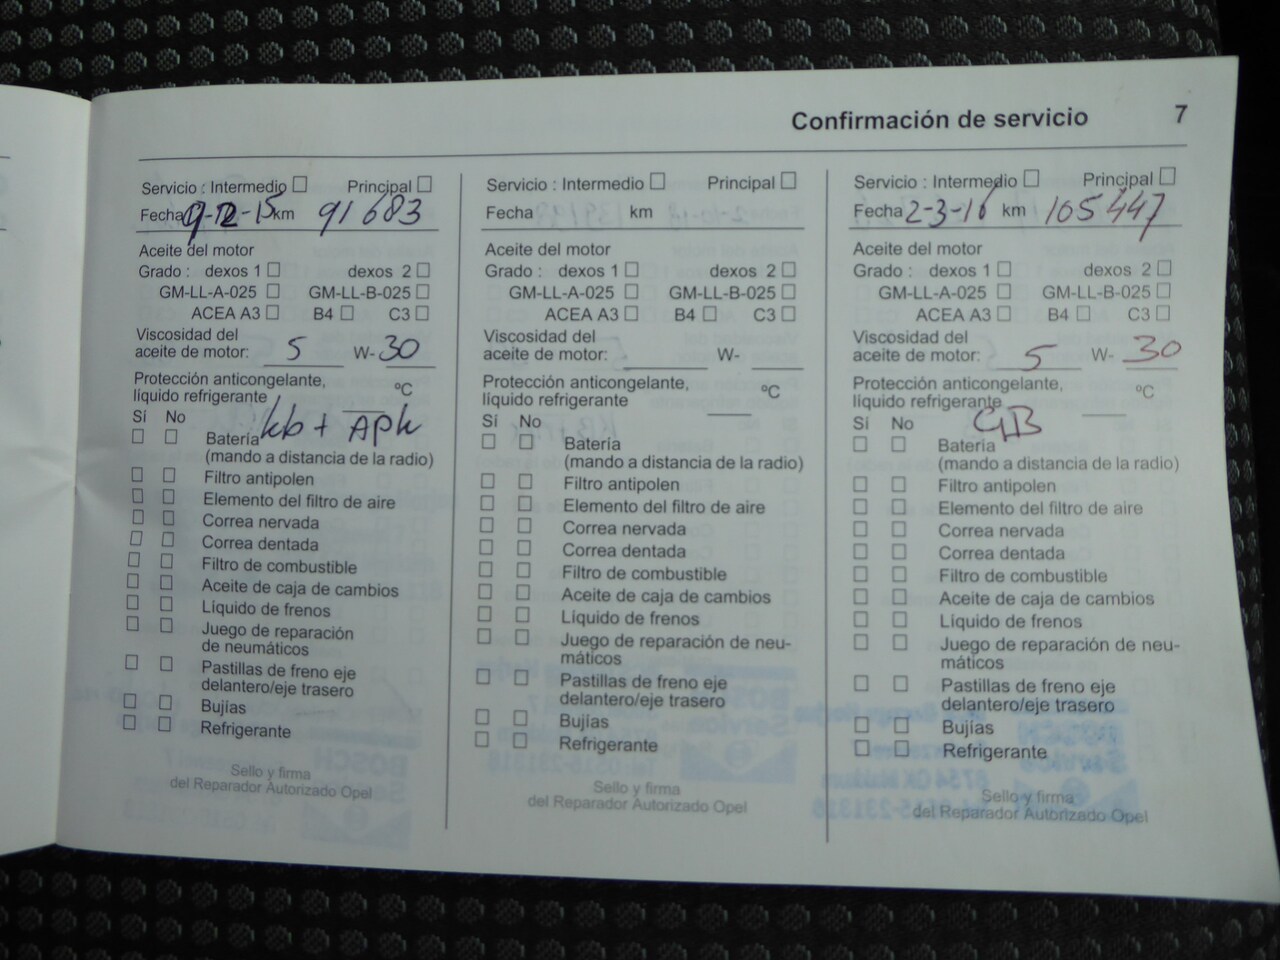 Confirmación de servicio 7
Servicio : Intermedio Principal
Fecha 9-12-15 km 91683
Aceite del motor
Grado : dexos 1 dexos 2
GM-LL-A-025 GM-LL-B-025
ACEA A3 B4 C3
Viscosidad del
aceite de motor: 5 W- 30
Protección anticongelante,
líquido refrigerante °C
Sí No
kb + APK
Batería
(mando a distancia de la radio)
Filtro antipolen
Elemento del filtro de aire
Correa nervada
Correa dentada
Filtro de combustible
Aceite de caja de cambios
Líquido de frenos
Juego de reparación
de neumáticos
Pastillas de freno eje
delantero/eje trasero
Bujías
Refrigerante
Sello y firma
del Reparador Autorizado Opel
Servicio : Intermedio Principal
Fecha km
Aceite del motor
Grado : dexos 1 dexos 2
GM-LL-A-025 GM-LL-B-025
ACEA A3 B4 C3
Viscosidad del
aceite de motor: W-
Protección anticongelante,
líquido refrigerante °C
Sí No
Batería
(mando a distancia de la radio)
Filtro antipolen
Elemento del filtro de aire
Correa nervada
Correa dentada
Filtro de combustible
Aceite de caja de cambios
Líquido de frenos
Juego de reparación de neu-
máticos
Pastillas de freno eje
delantero/eje trasero
Bujías
Refrigerante
Sello y firma
del Reparador Autorizado Opel
Servicio : Intermedio Principal
Fecha 2-3-16 km 105447
Aceite del motor
Grado : dexos 1 dexos 2
GM-LL-A-025 GM-LL-B-025
ACEA A3 B4 C3
Viscosidad del
aceite de motor: 5 W- 30
Protección anticongelante,
líquido refrigerante °C
Sí No
GB
Batería
(mando a distancia de la radio)
Filtro antipolen
Elemento del filtro de aire
Correa nervada
Correa dentada
Filtro de combustible
Aceite de caja de cambios
Líquido de frenos
Juego de reparación de neu-
máticos
Pastillas de freno eje
delantero/eje trasero
Bujías
Refrigerante
Sello y firma
del Reparador Autorizado Opel